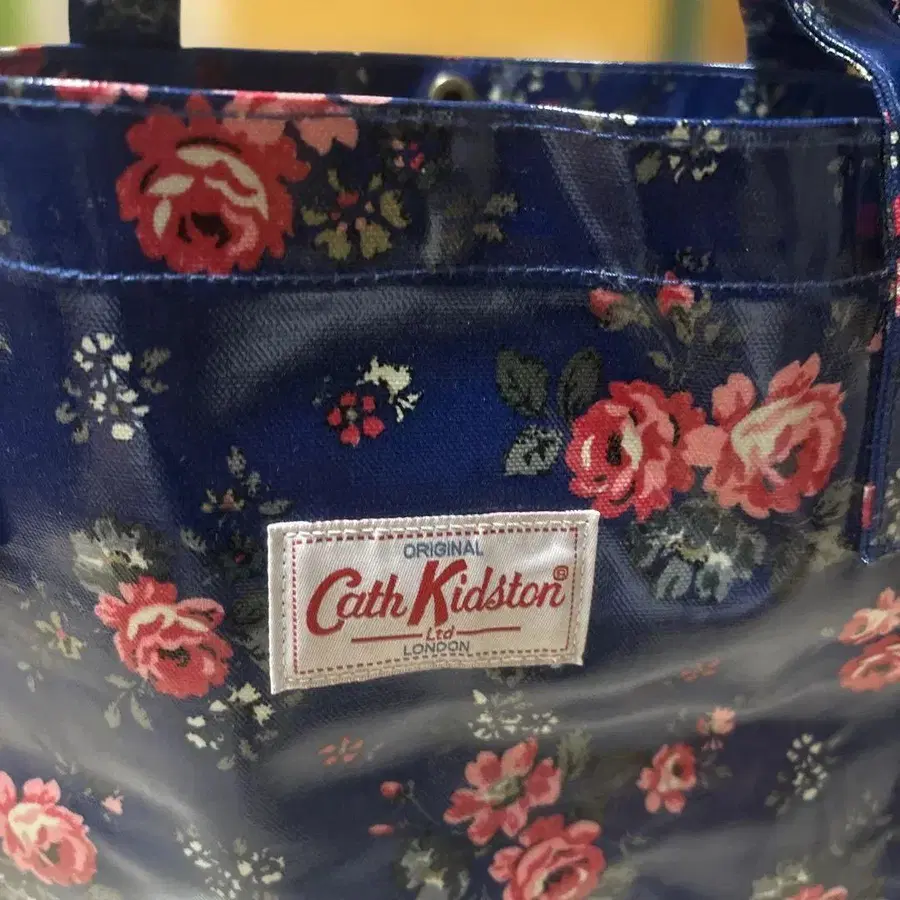 ORIGINAL
Cath Kidston®
Ltd
LONDON